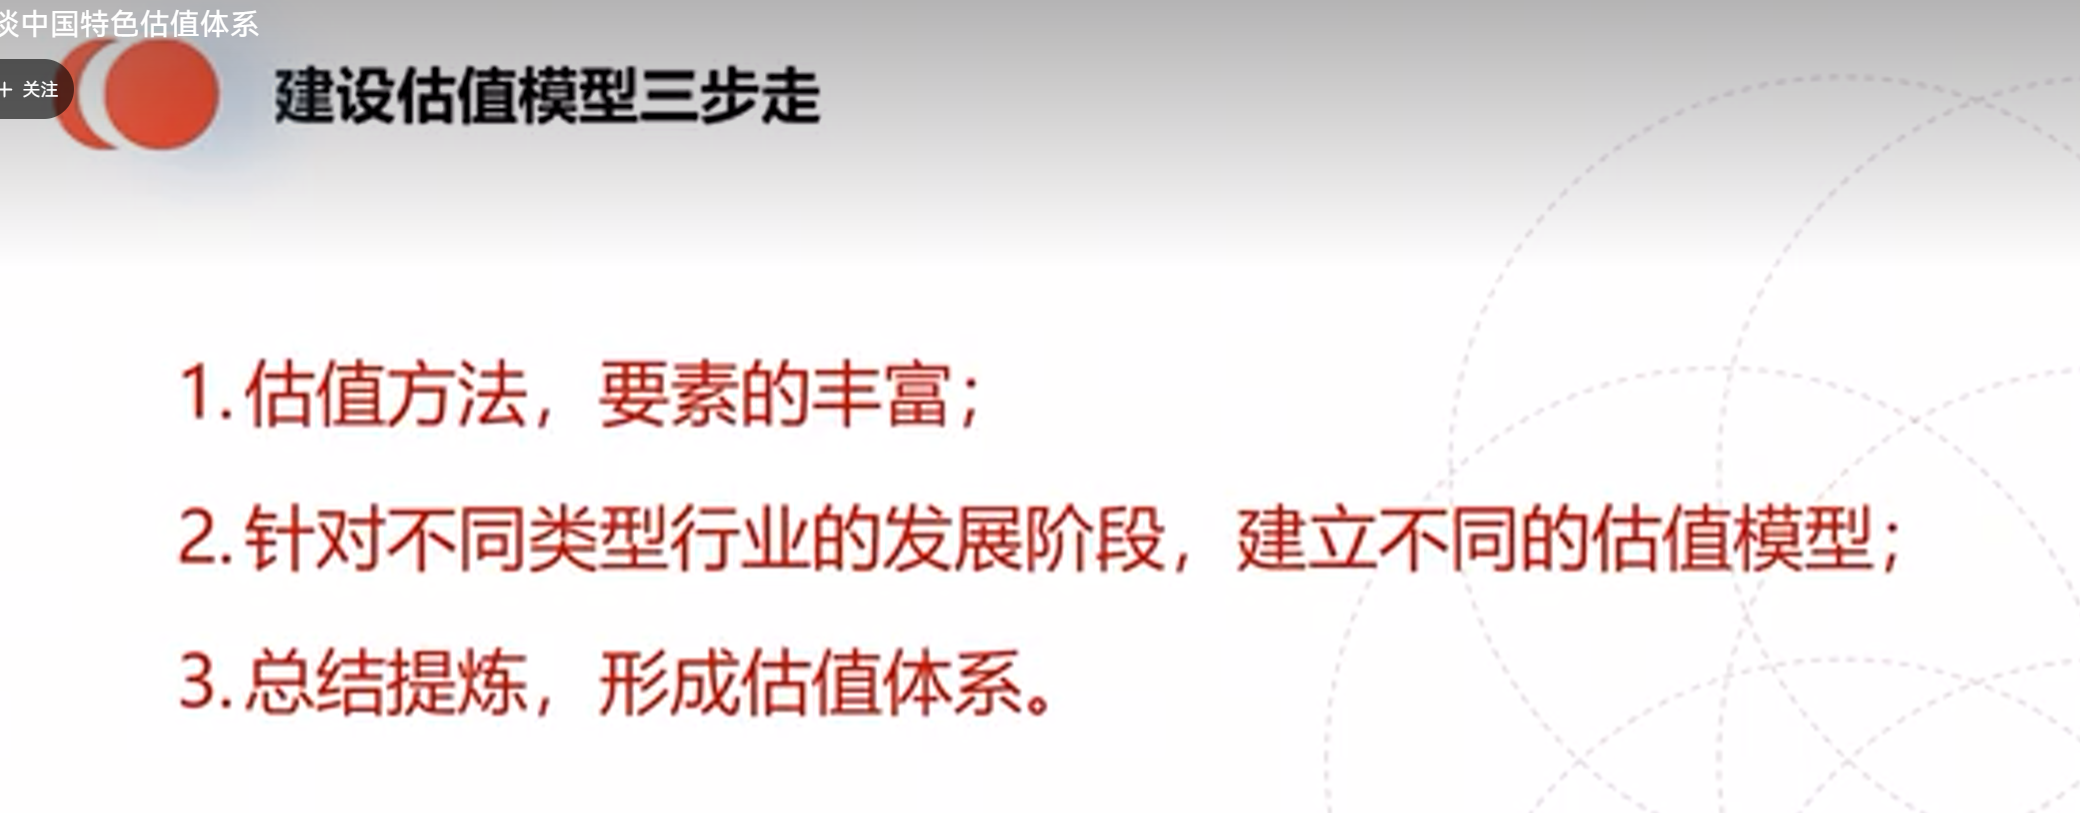 谈中国特色估值体系
+ 关注
建设估值模型三步走
1.估值方法，要素的丰富；
2.针对不同类型行业的发展阶段，建立不同的估值模型；
3.总结提炼，形成估值体系。